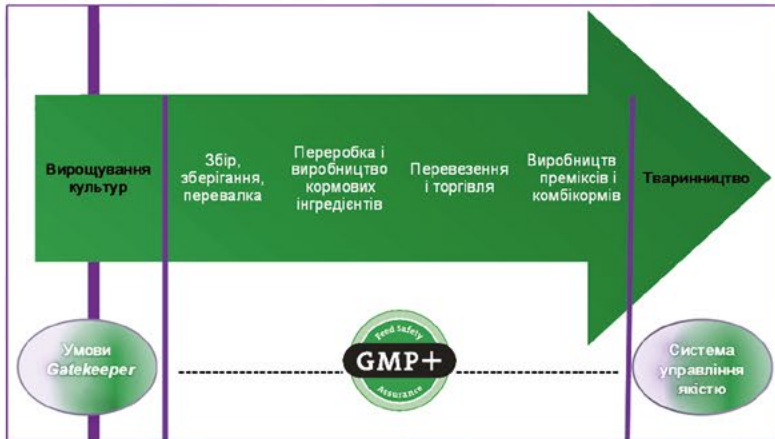 Вирощування
культур
Збір,
зберігання,
перевалка
Переробка і
виробництво
кормових
інгредієнтів
Перевезення
і торгівля
Виробництв
преміксів і
комбікормів
Тваринництво
Умови
Gatekeeper
Feed Safety
GMP+
Assurance
Система
управління
якістю